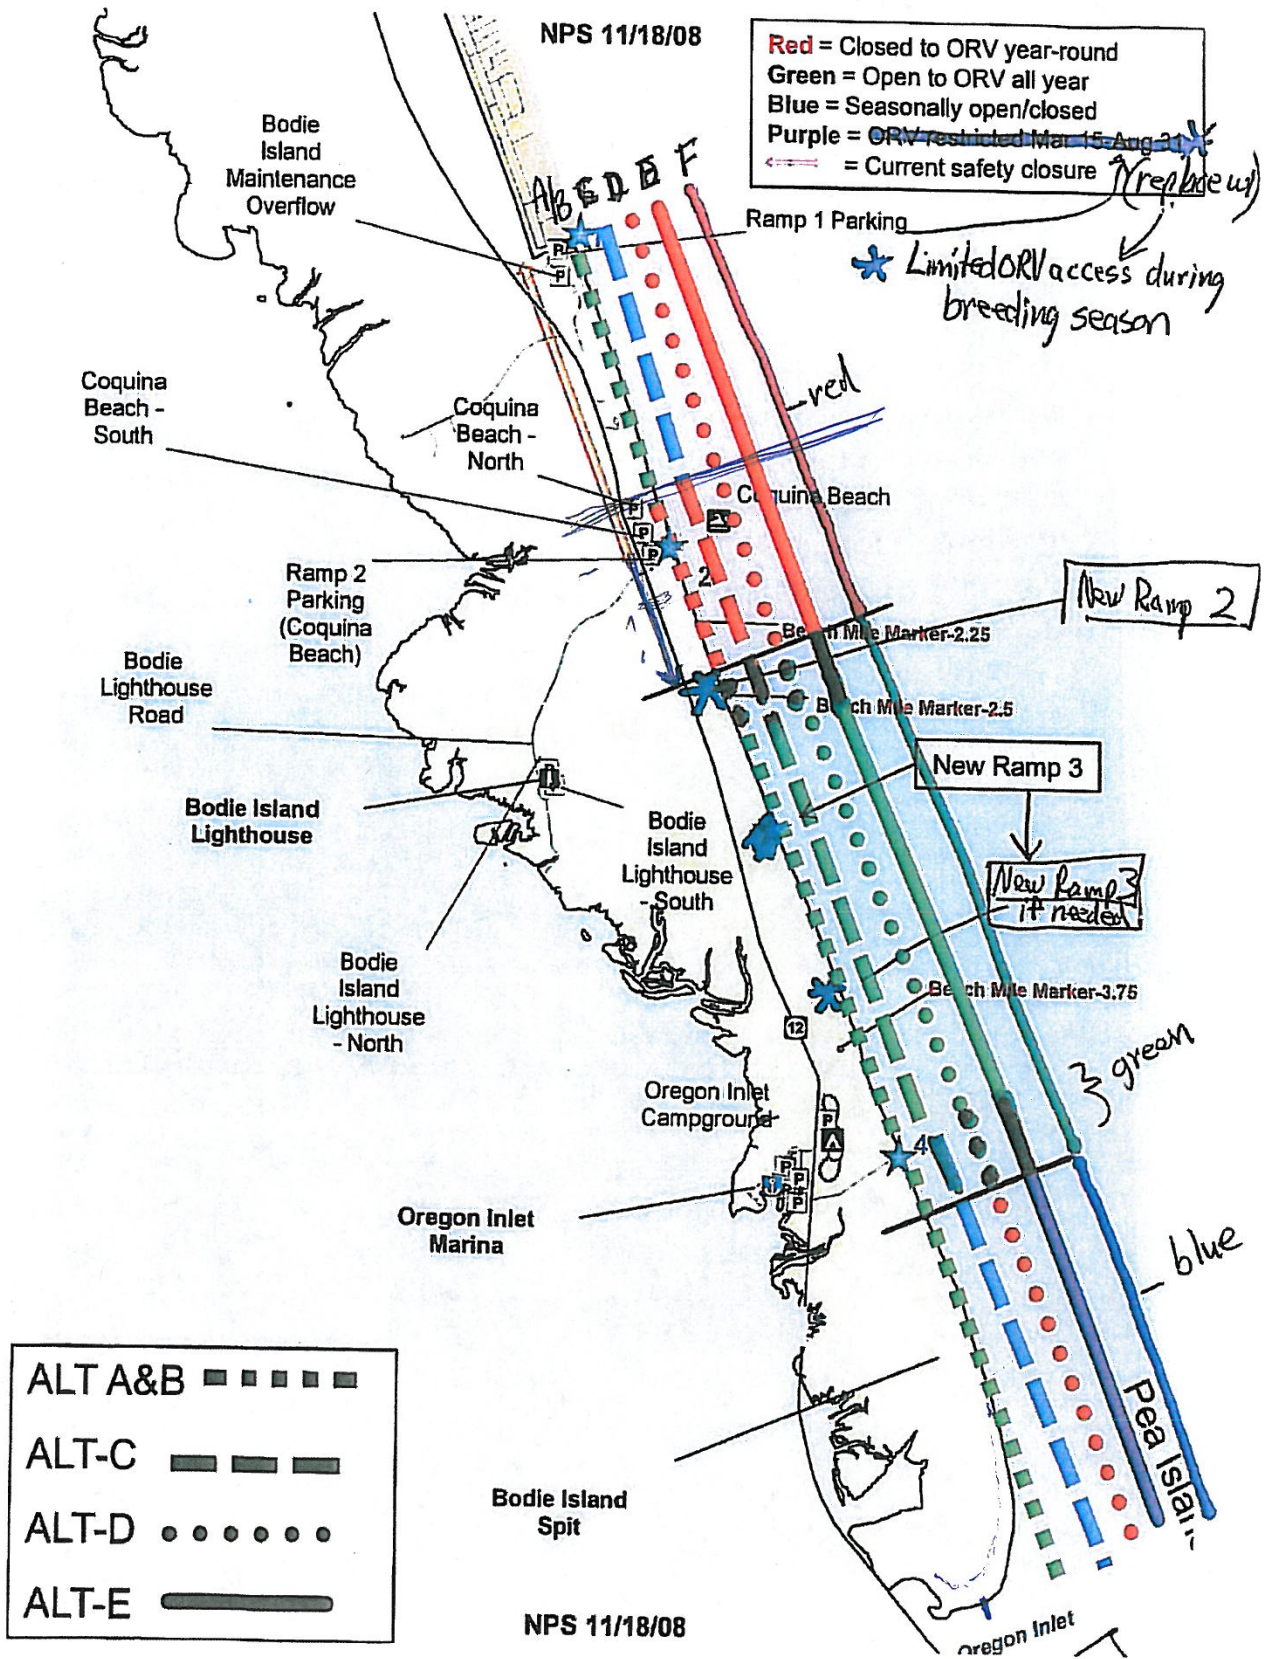 NPS 11/18/08
Red = Closed to ORV year-round
Green = Open to ORV all year
Blue = Seasonally open/closed
Purple = ORV restricted Mar 15-Aug 31
= Current safety closure
(replace w/)
Limited ORV access during
breeding season
A/B C D E F
Ramp 1 Parking
Bodie
Island
Maintenance
Overflow
red
Coquina
Beach -
South
Coquina
Beach -
North
Coquina Beach
2
Ramp 2
Parking
(Coquina
Beach)
New Ramp 2
Beach Mile Marker-2.25
Beach Mile Marker-2.5
Bodie
Lighthouse
Road
New Ramp 3
Bodie Island
Lighthouse
Bodie
Island
Lighthouse
- South
New Ramp 3
if needed
Bodie
Island
Lighthouse
- North
Beach Mile Marker-3.75
12
green
Oregon Inlet
Campground
4
Oregon Inlet
Marina
blue
ALT A&B
ALT-C
ALT-D
ALT-E
Pea Islan
Bodie Island
Spit
NPS 11/18/08
Oregon Inlet